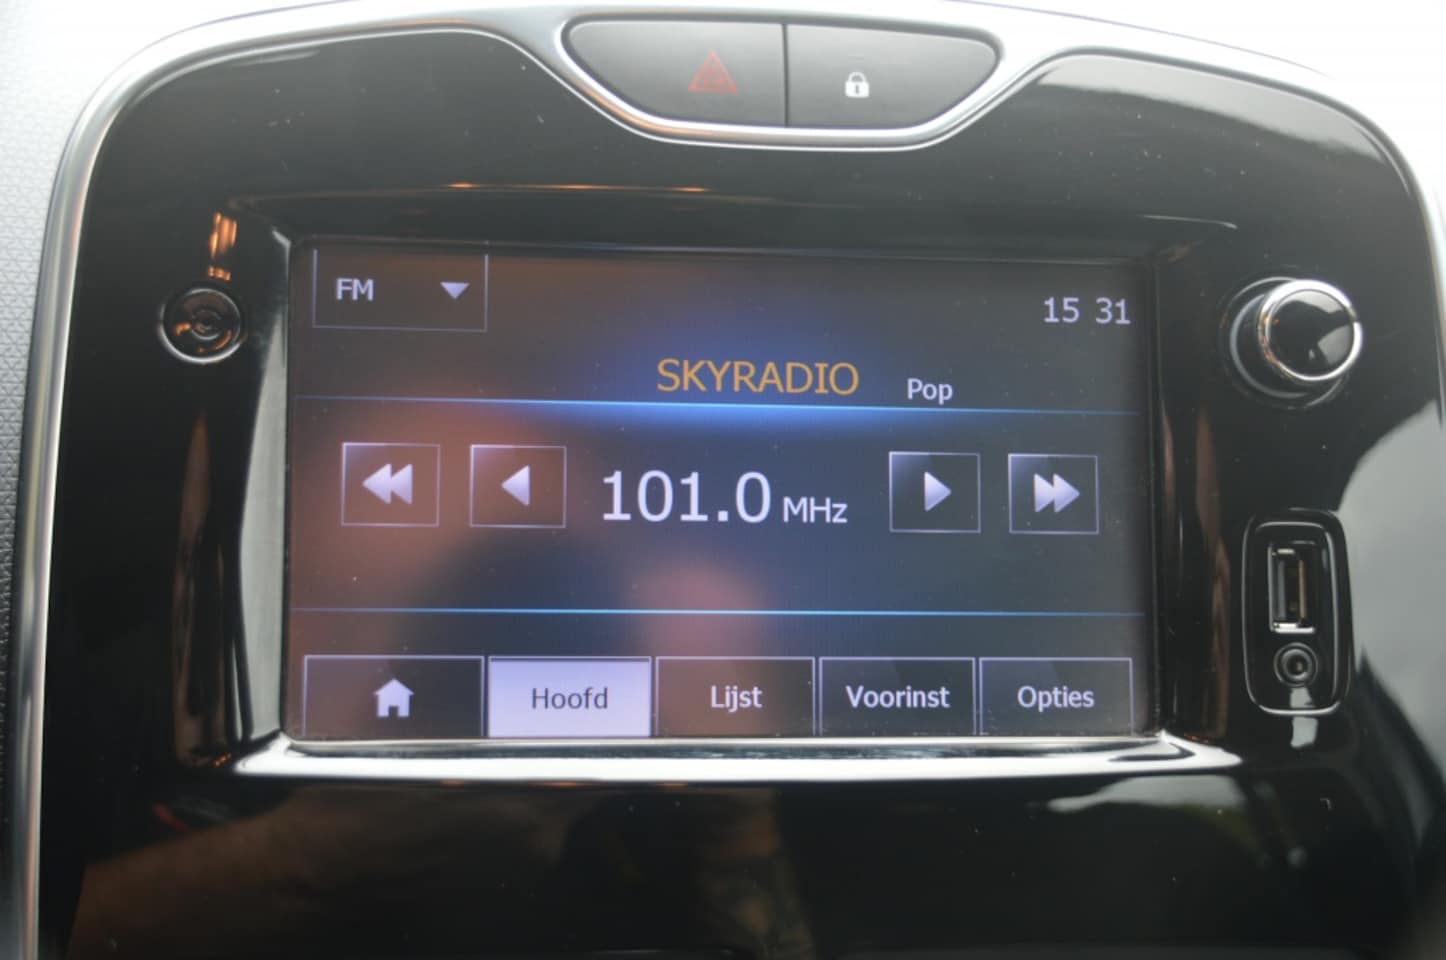 FM
15 31
SKYRADIO Pop
101.0 MHz
Hoofd Lijst Voorinst Opties